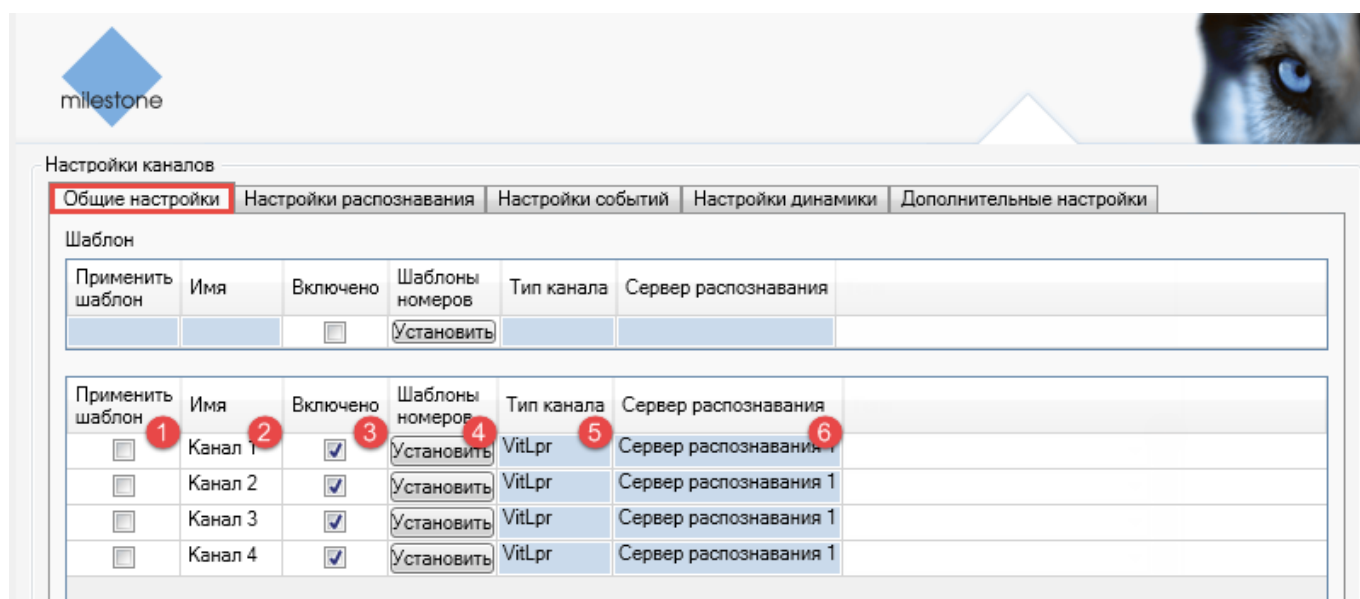 milestone
Настройки каналов
Общие настройки Настройки распознавания Настройки событий Настройки динамики Дополнительные настройки
Шаблон
Применить шаблон Имя Включено Шаблоны номеров Тип канала Сервер распознавания
Установить
Применить шаблон Имя Включено Шаблоны номеров Тип канала Сервер распознавания
1 2 3 4 5 6
Канал 1 Установить VitLpr Сервер распознавания 1
Канал 2 Установить VitLpr Сервер распознавания 1
Канал 3 Установить VitLpr Сервер распознавания 1
Канал 4 Установить VitLpr Сервер распознавания 1